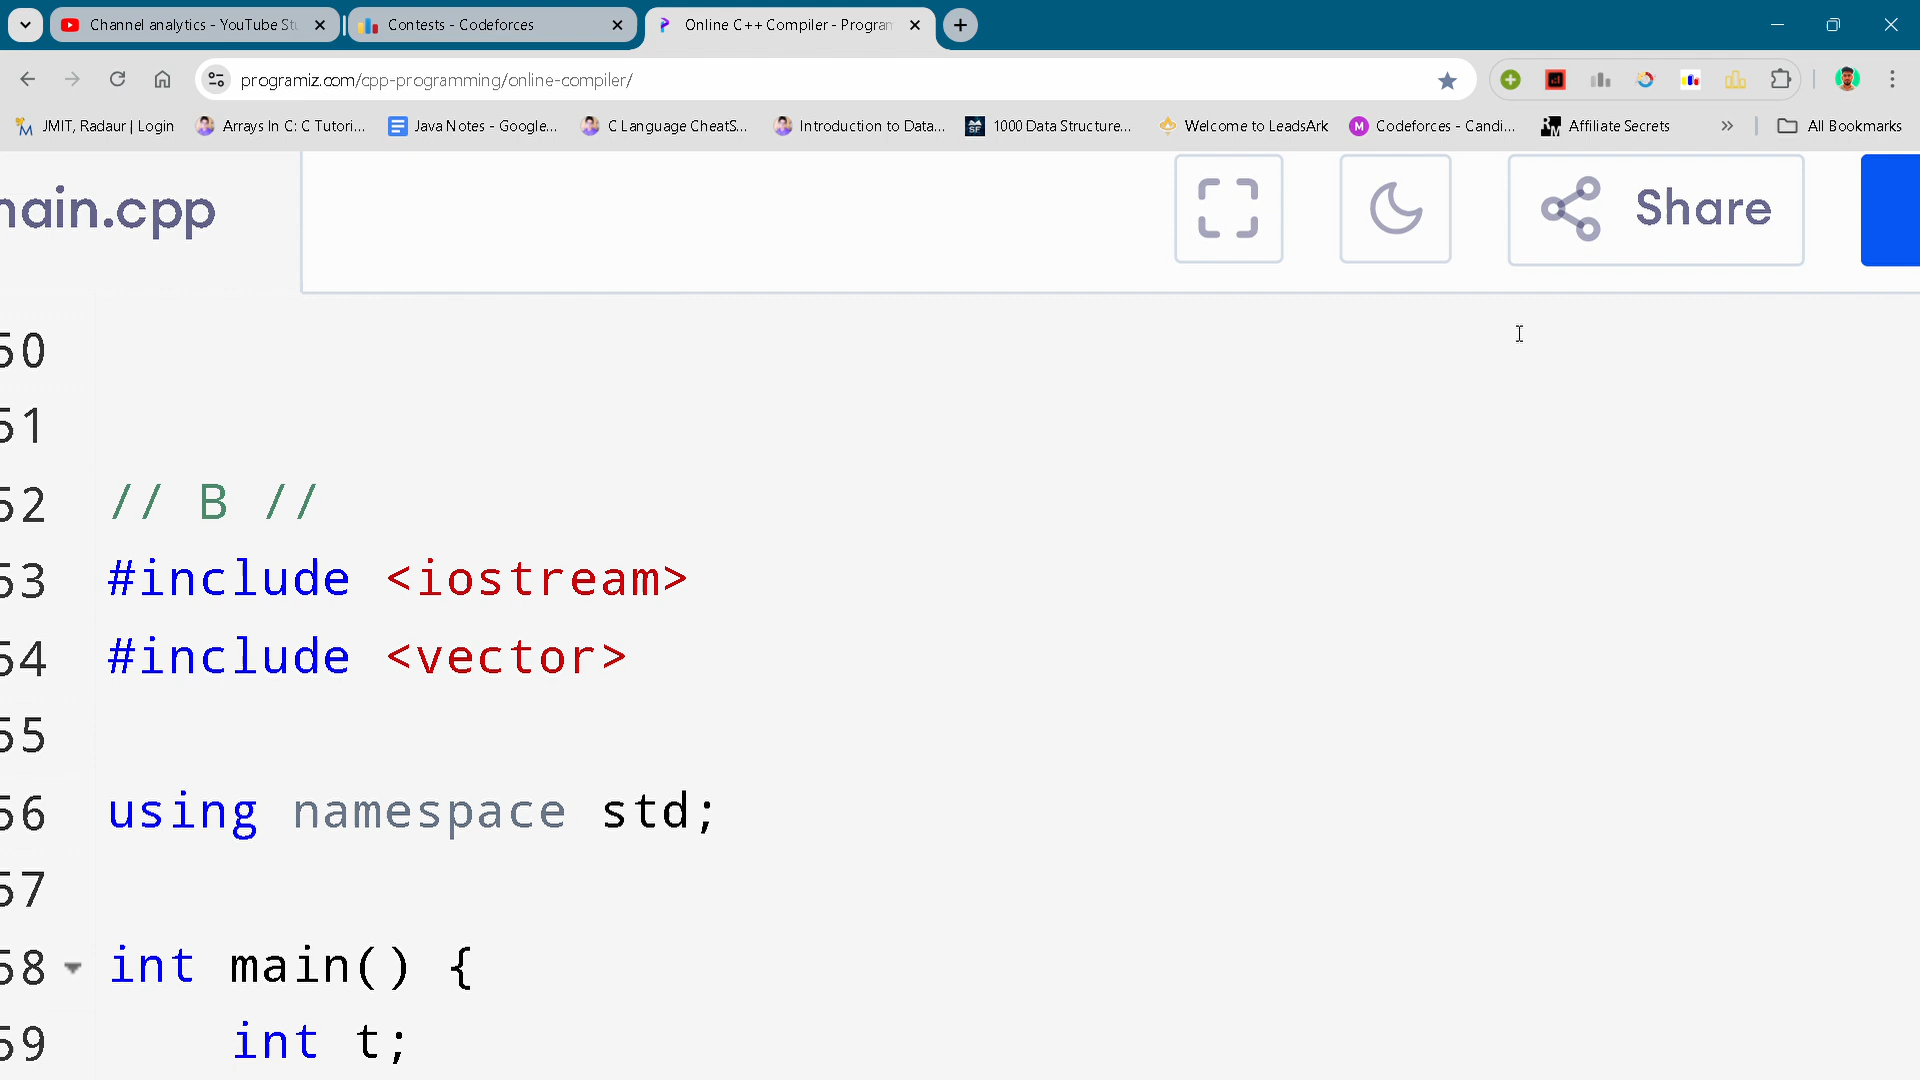 Channel analytics - YouTube Stu
Contests - Codeforces
Online C++ Compiler - Program
programiz.com/cpp-programming/online-compiler/
JMIT, Radaur | Login
Arrays In C: C Tutori...
Java Notes - Google...
C Language CheatS...
Introduction to Data...
1000 Data Structure...
Welcome to LeadsArk
Codeforces - Candi...
Affiliate Secrets
All Bookmarks
main.cpp
Share
50
51
52 // B //
53 #include <iostream>
54 #include <vector>
55
56 using namespace std;
57
58 int main() {
59 int t;